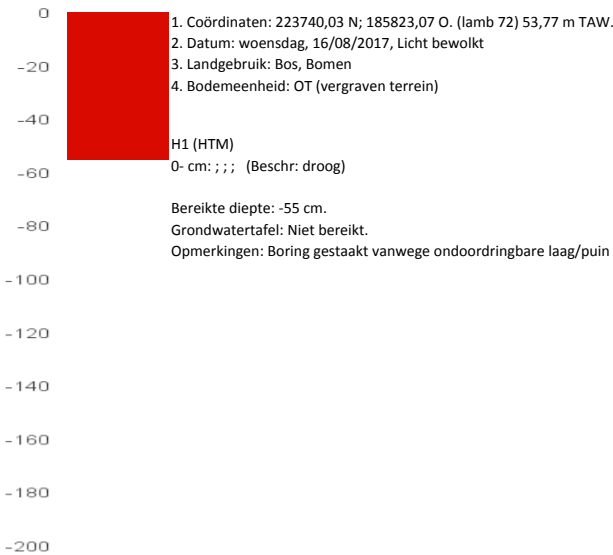 0
-20
-40
-60
-80
-100
-120
-140
-160
-180
-200
1. Coördinaten: 223740,03 N; 185823,07 O. (lamb 72) 53,77 m TAW.
2. Datum: woensdag, 16/08/2017, Licht bewolkt
3. Landgebruik: Bos, Bomen
4. Bodemeenheid: OT (vergraven terrein)
H1 (HTM)
0- cm: ; ; ; (Beschr: droog)
Bereikte diepte: -55 cm.
Grondwatertafel: Niet bereikt.
Opmerkingen: Boring gestaakt vanwege ondoordringbare laag/puin